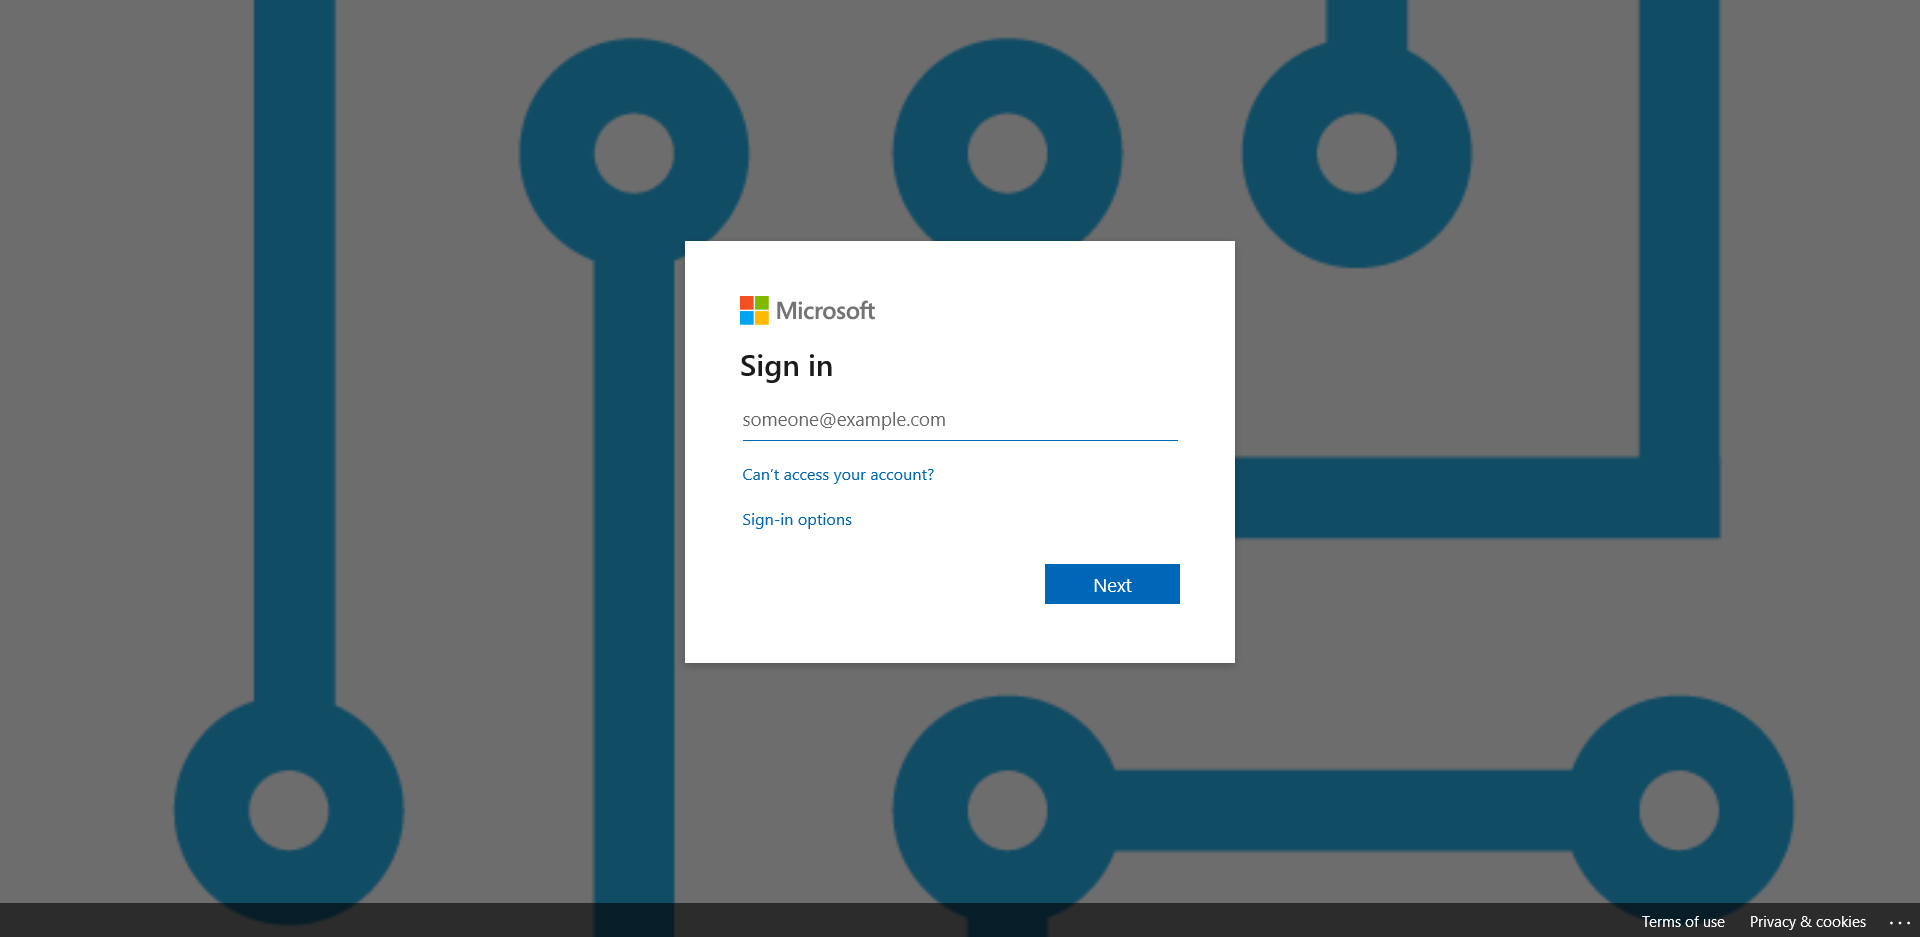 Microsoft
Sign in
someone@example.com
Can't access your account?
Sign-in options
Next
Terms of use
Privacy & cookies
...